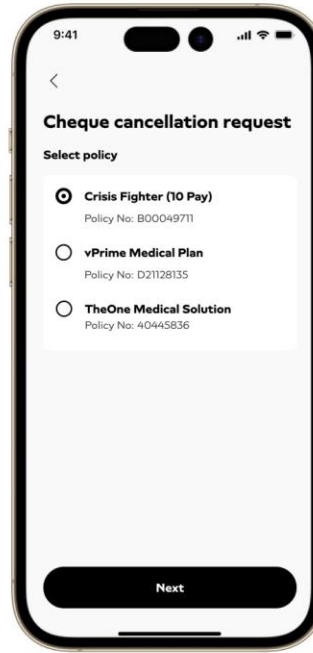 9:41
Cheque cancellation request
Select policy
Crisis Fighter (10 Pay)
Policy No: B00049711
vPrime Medical Plan
Policy No: D21128135
TheOne Medical Solution
Policy No: 40445836
Next